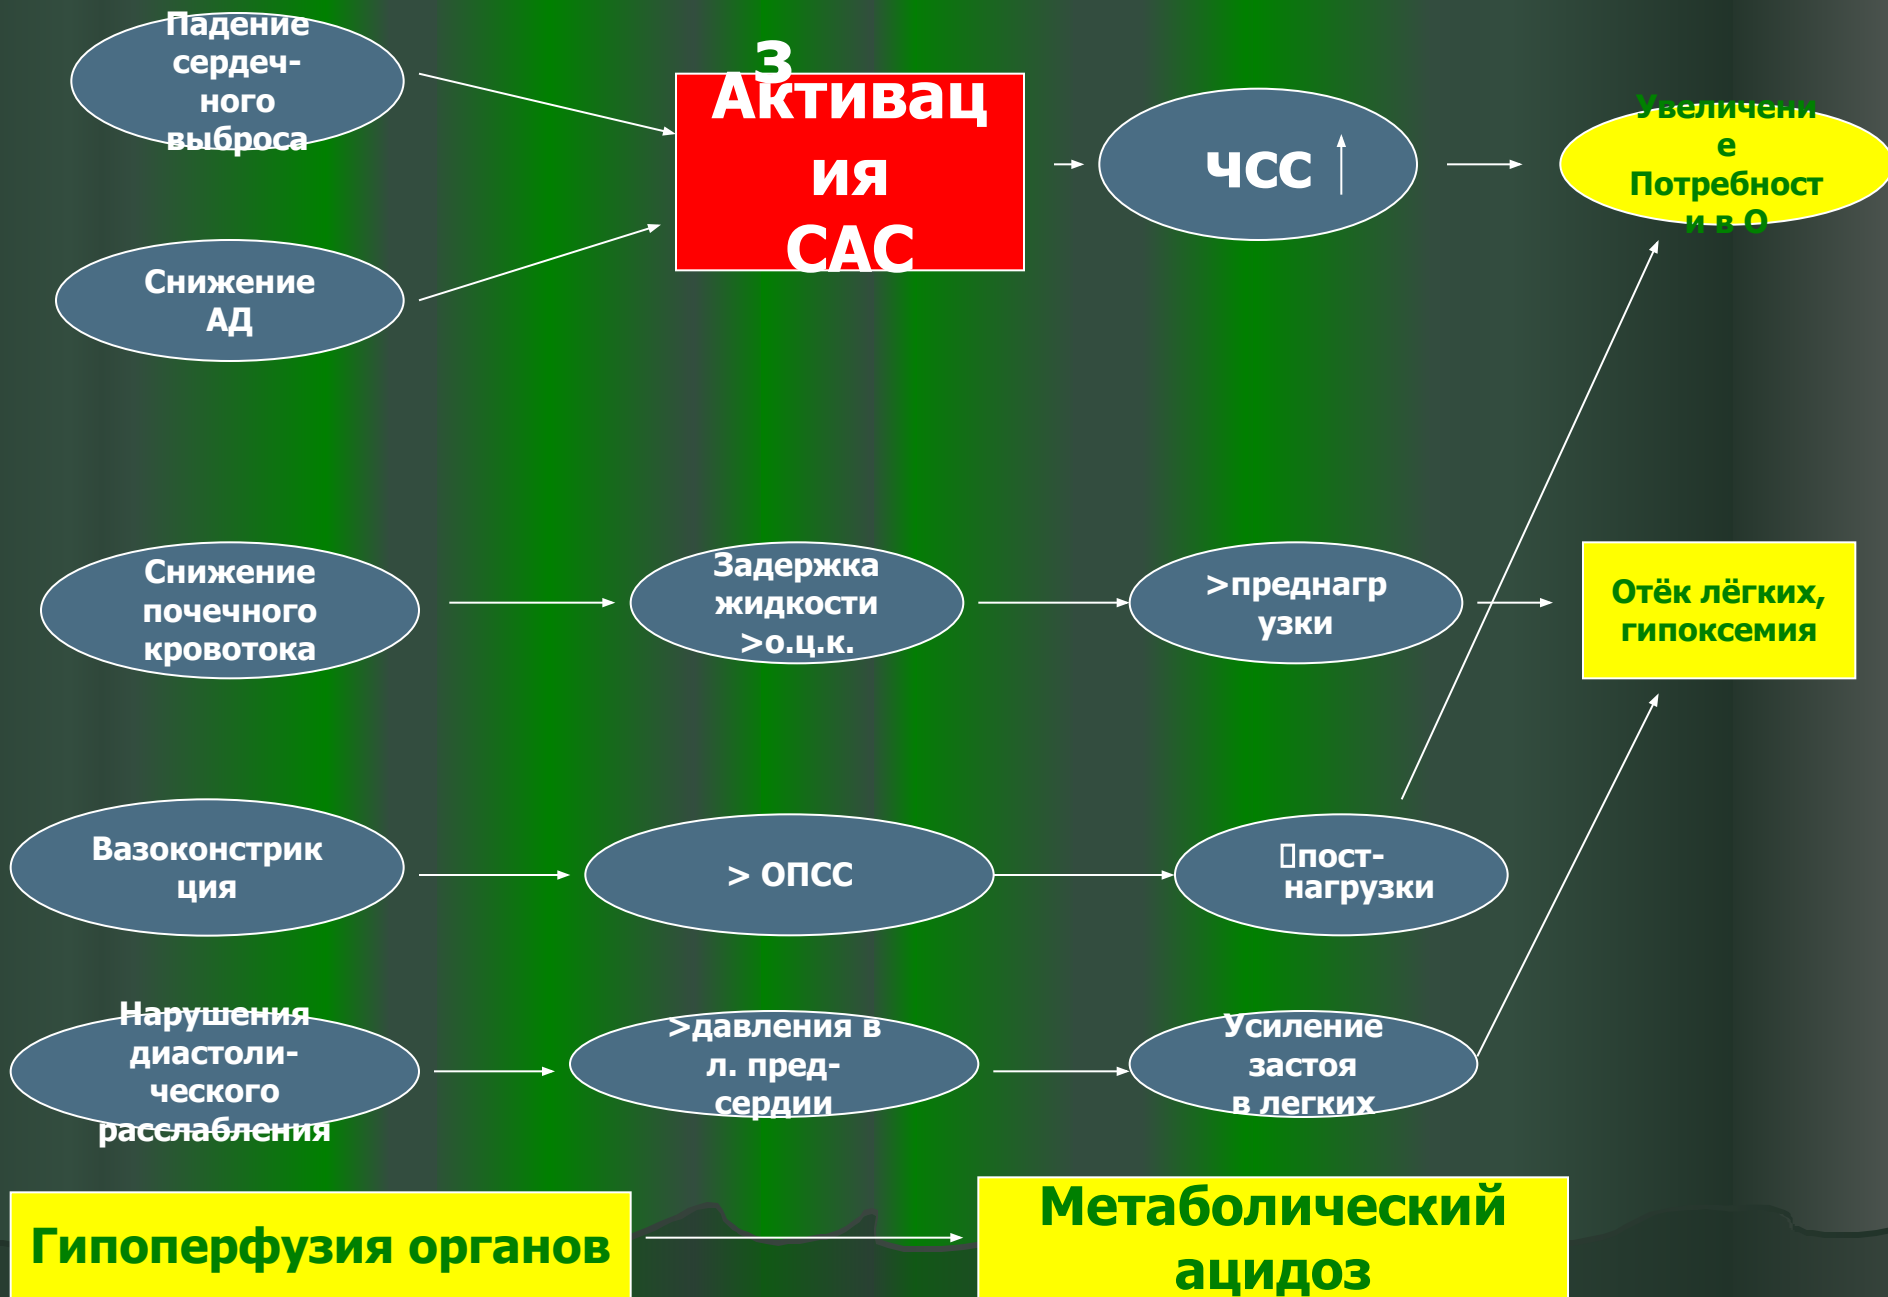 Падение
сердеч-
ного
выброса
З
Активац
ия
САС
ЧСС
Увеличени
е
Потребност
и в О
Снижение
АД
Снижение
почечного
кровотока
Задержка
жидкости
>о.ц.к.
>преднагр
узки
Отёк лёгких,
гипоксемия
Вазоконстрик
ция
> ОПСС
пост-
нагрузки
Нарушения
диастоли-
ческого
расслабления
>давления в
л. пред-
сердии
Усиление
застоя
в легких
Гипоперфузия органов
Метаболический
ацидоз